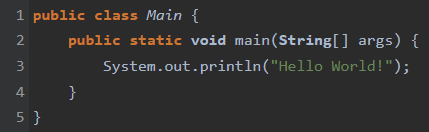 1 public class Main {
2     public static void main(String[] args) {
3         System.out.println("Hello World!");
4     }
5 }